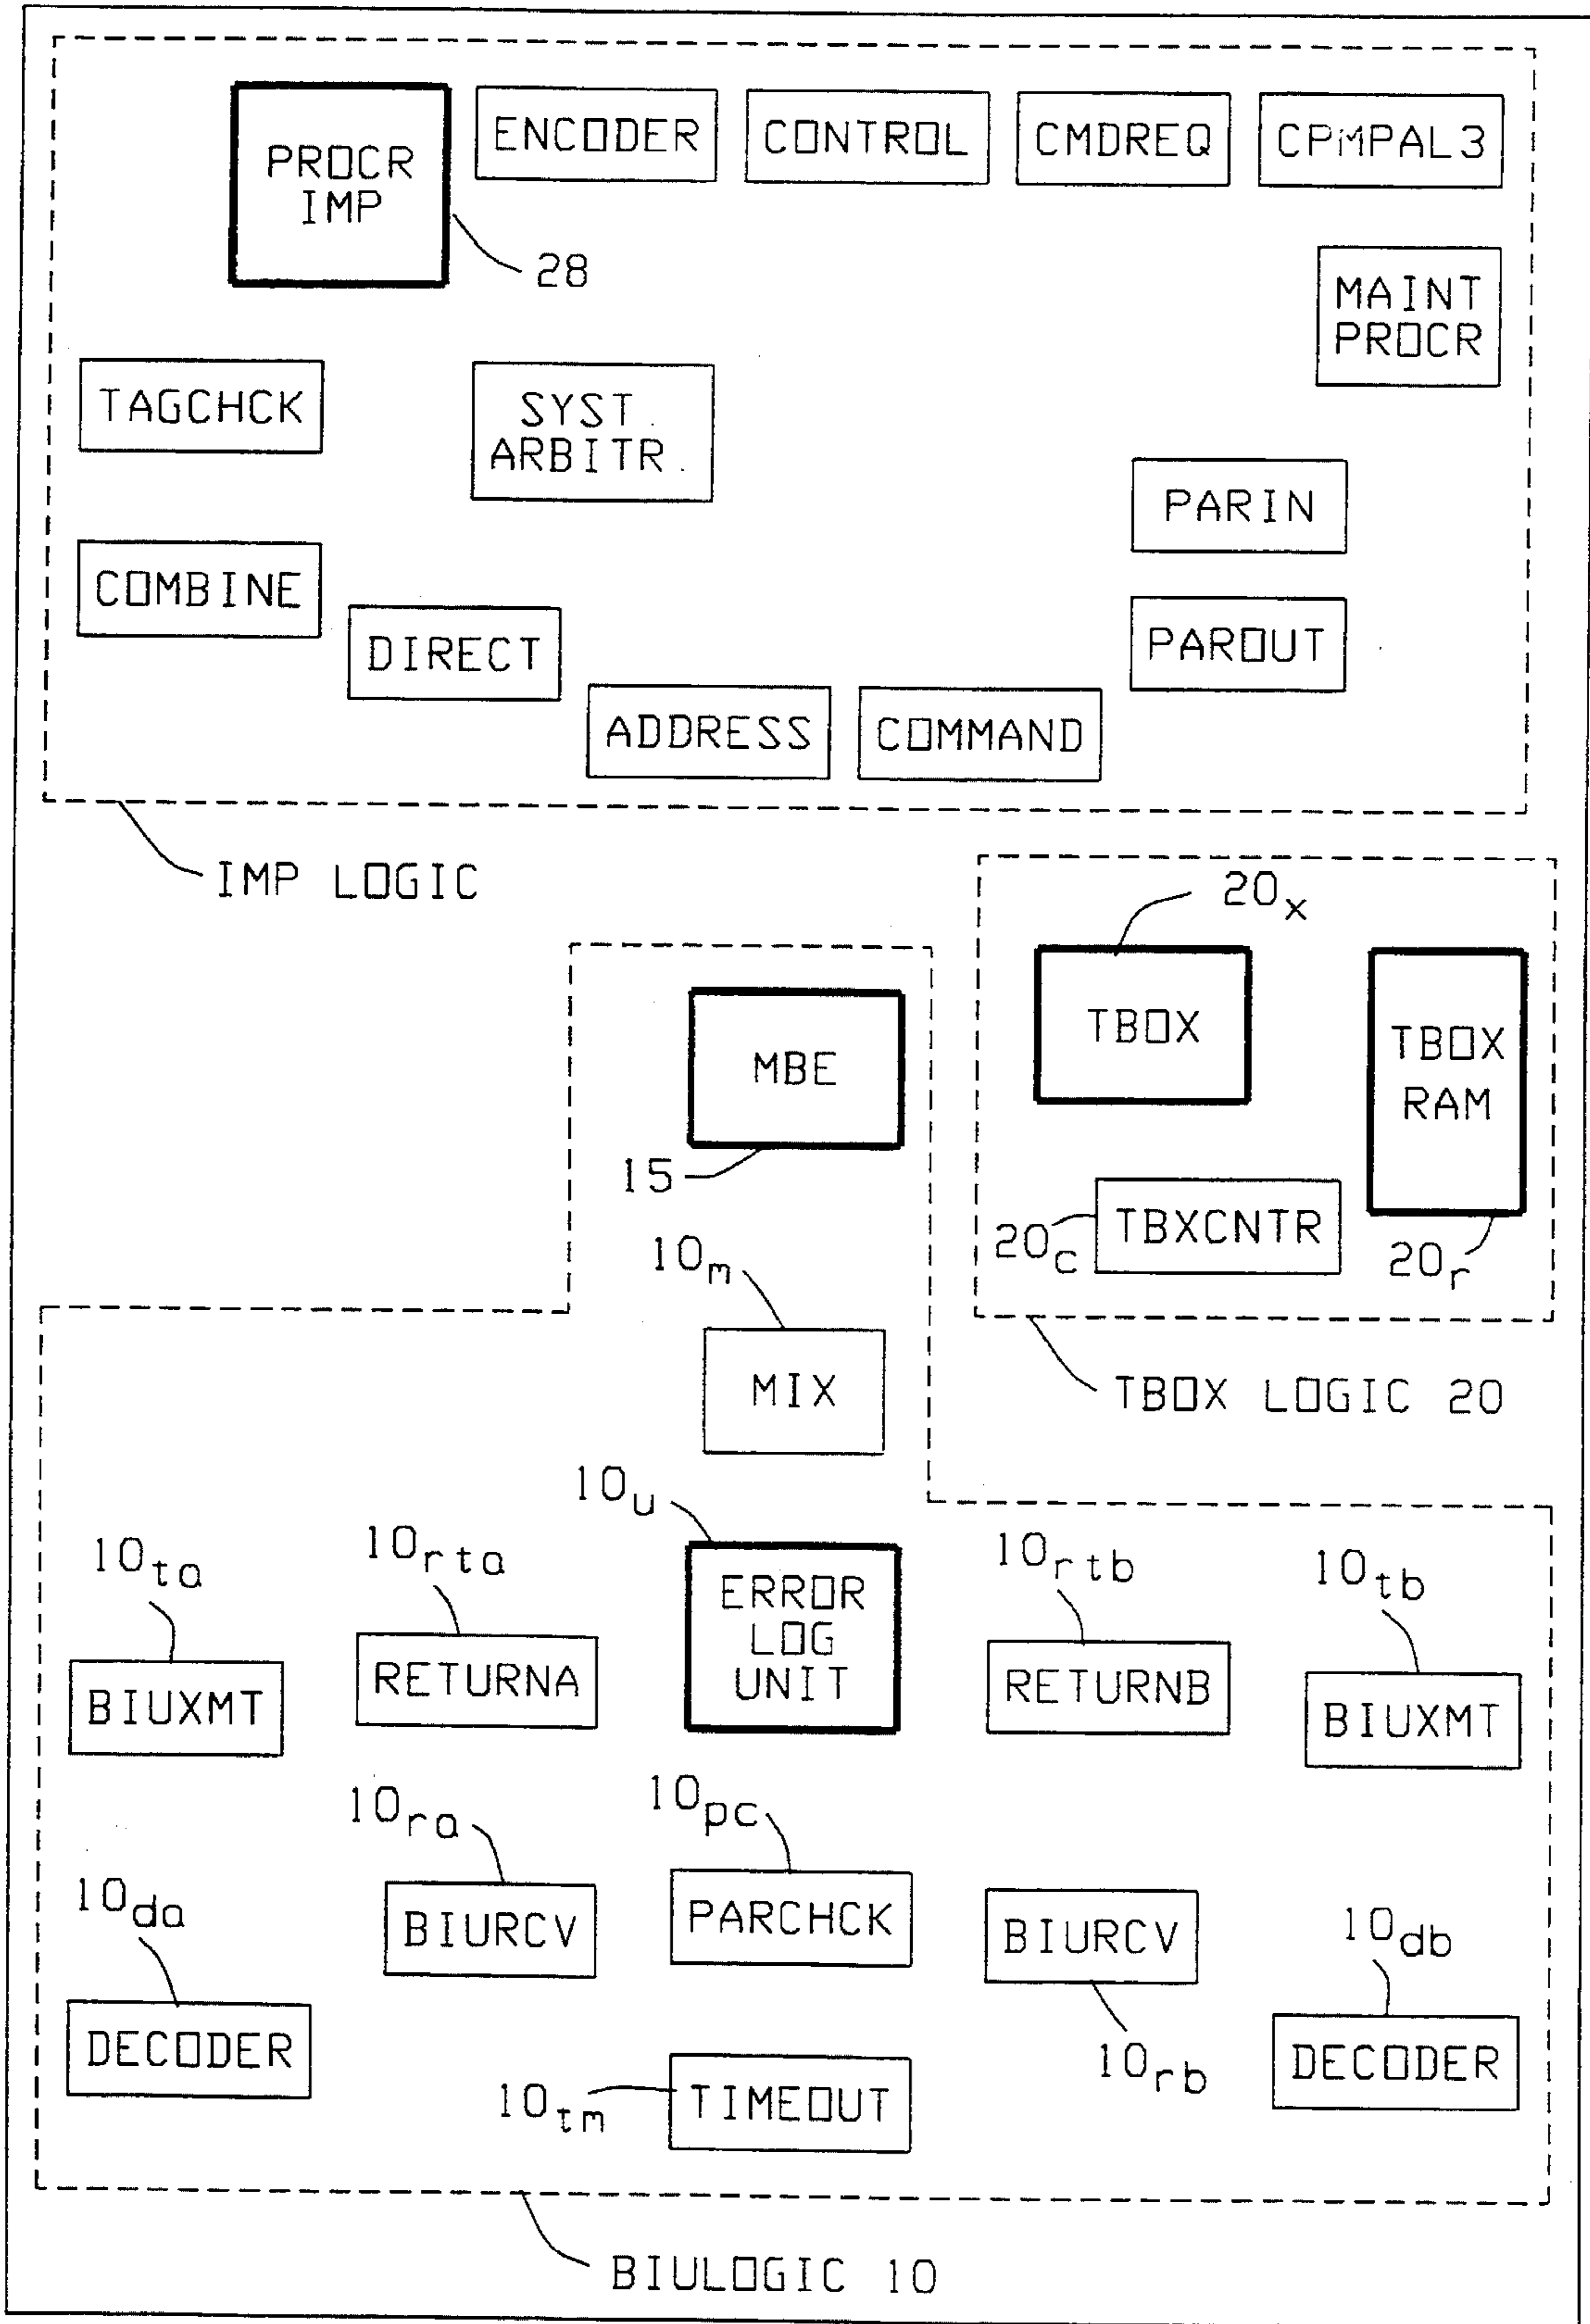 PROCR
IMP
ENCODER
CONTROL
CMDREQ
CPMPAL3
28
MAINT
PROCR
TAGCHCK
SYST.
ARBITR.
PARIN
COMBINE
DIRECT
PAROUT
ADDRESS
COMMAND
IMP LOGIC
20x
TBOX
TBOX
RAM
MBE
15
20c
TBXCNTR
20r
10m
MIX
TBOX LOGIC 20
10u
10ta
10rta
ERROR
LOG
UNIT
10rtb
10tb
BIUXMT
RETURNA
RETURNB
BIUXMT
10ra
10pc
10da
BIURCV
PARCHCK
BIURCV
10db
DECODER
10rb
DECODER
10tm
TIMEOUT
BIULOGIC 10